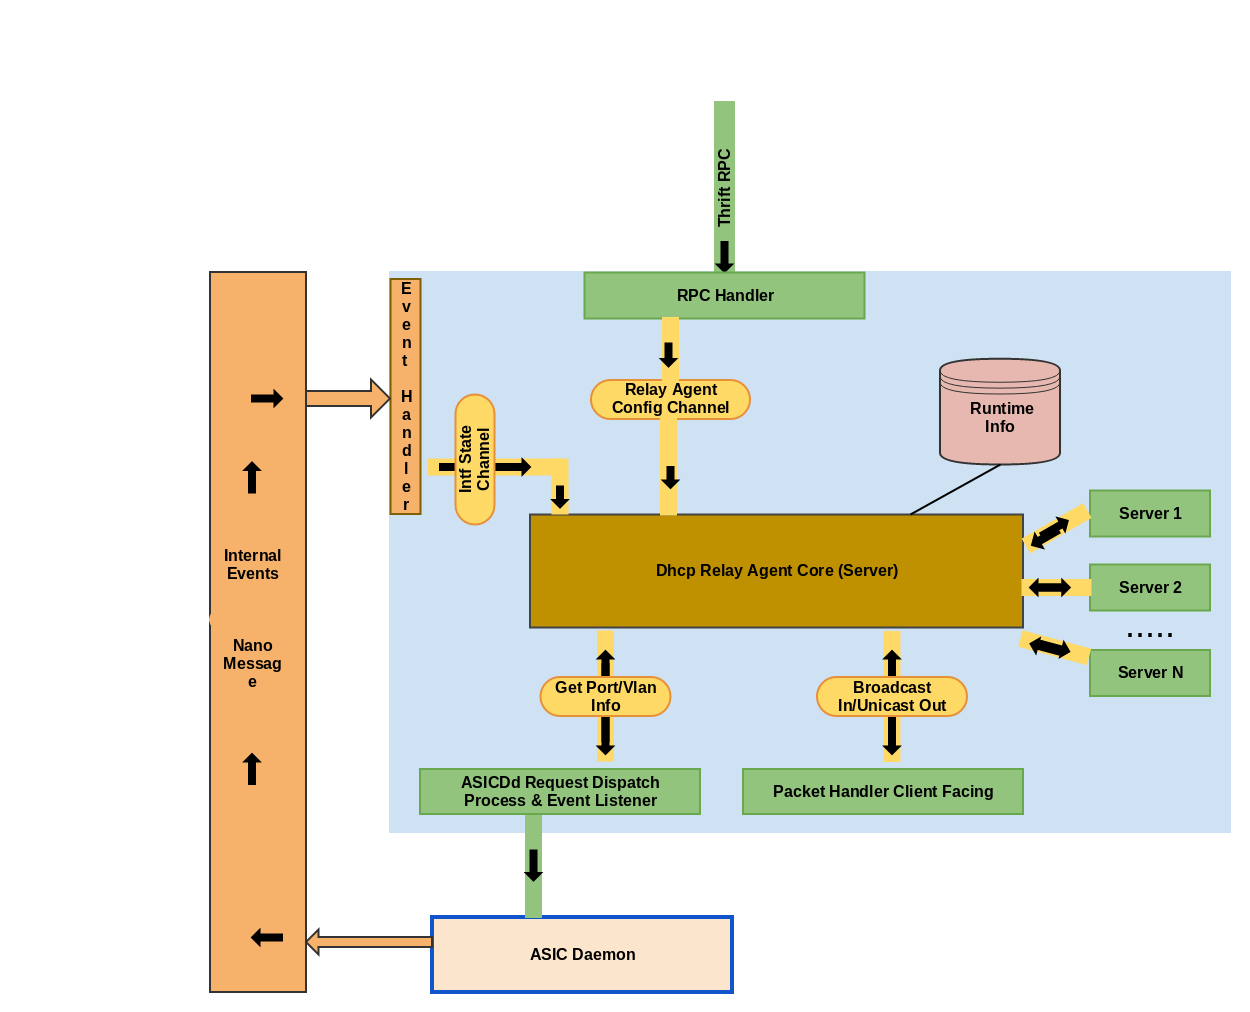 Thrift RPC
RPC Handler
E
v
e
n
t
H
a
n
d
l
e
r
Relay Agent
Config Channel
Intf State
Channel
Runtime
Info
Server 1
Internal
Events
Dhcp Relay Agent Core (Server)
Server 2
.....
Nano
Messag
e
Server N
Get Port/Vlan
Info
Broadcast
In/Unicast Out
ASICDd Request Dispatch
Process & Event Listener
Packet Handler Client Facing
ASIC Daemon